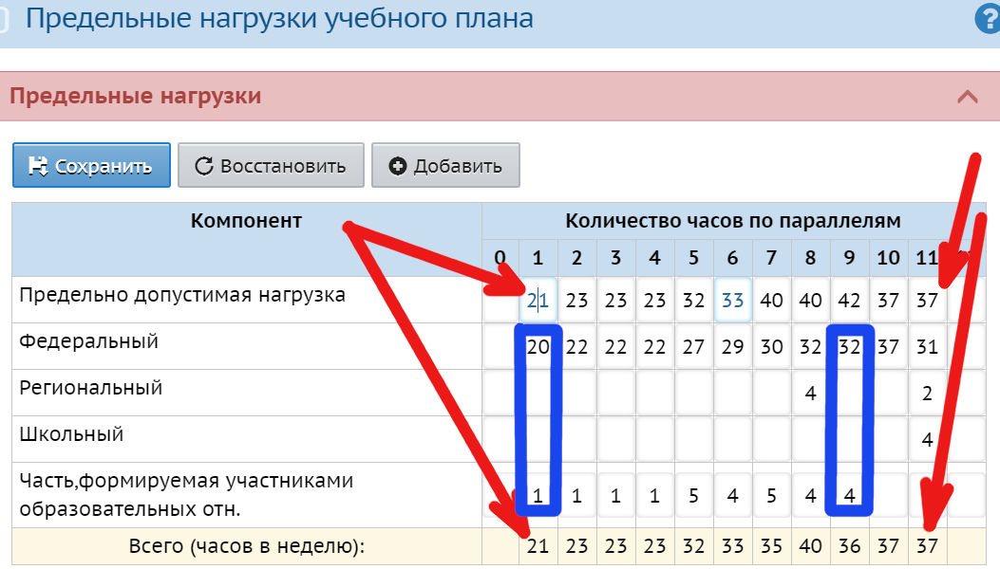 Предельные нагрузки учебного плана ?
Предельные нагрузки
Сохранить Восстановить Добавить
Компонент Количество часов по параллелям
0 1 2 3 4 5 6 7 8 9 10 11
Предельно допустимая нагрузка 21 23 23 23 32 33 40 40 42 37 37
Федеральный 20 22 22 22 27 29 30 32 32 37 31
Региональный 4 2
Школьный 4
Часть,формируемая участниками
образовательных отн. 1 1 1 1 5 4 5 4 4
Всего (часов в неделю): 21 23 23 23 32 33 35 40 36 37 37